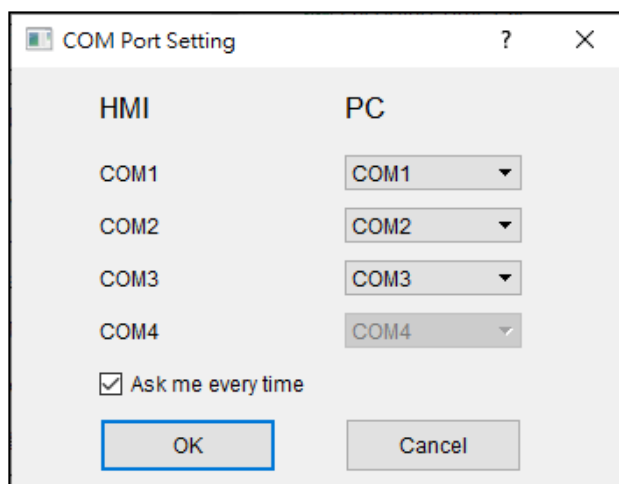 COM Port Setting ?
HMI PC
COM1 COM1
COM2 COM2
COM3 COM3
COM4 COM4
Ask me every time
OK Cancel